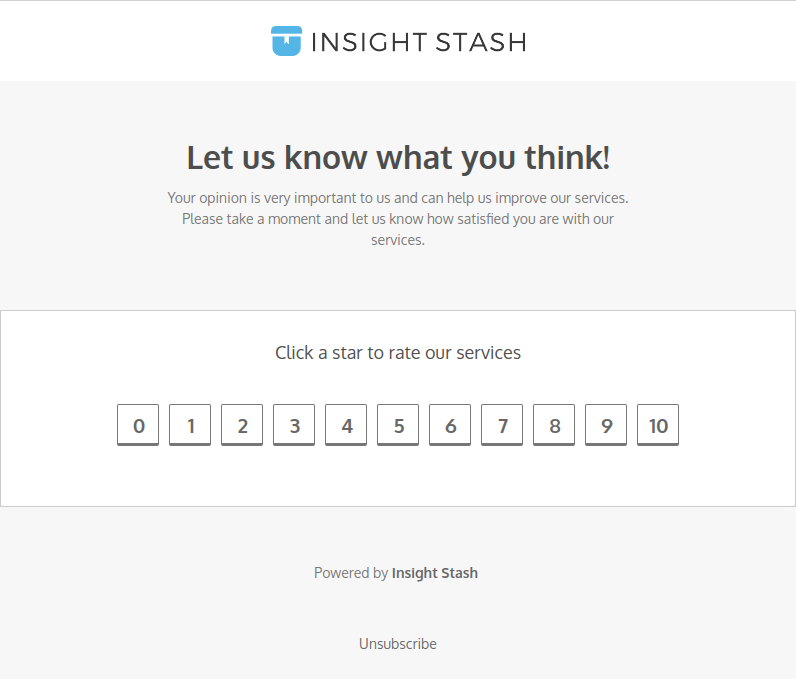 INSIGHT STASH
Let us know what you think!
Your opinion is very important to us and can help us improve our services.
Please take a moment and let us know how satisfied you are with our
services.
Click a star to rate our services
0 1 2 3 4 5 6 7 8 9 10
Powered by Insight Stash
Unsubscribe